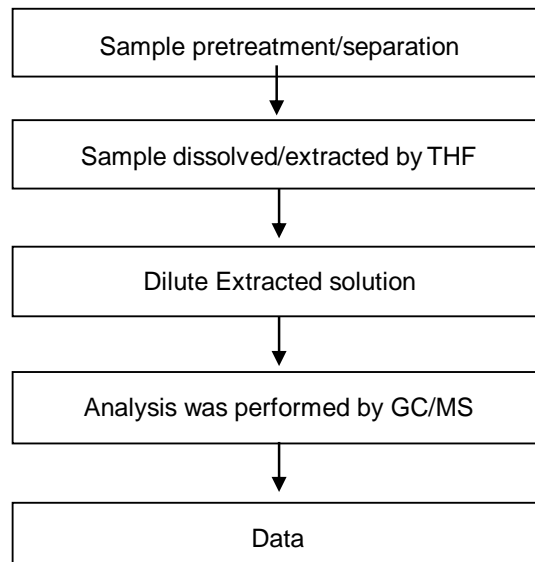 Sample pretreatment/separation
Sample dissolved/extracted by THF
Dilute Extracted solution
Analysis was performed by GC/MS
Data